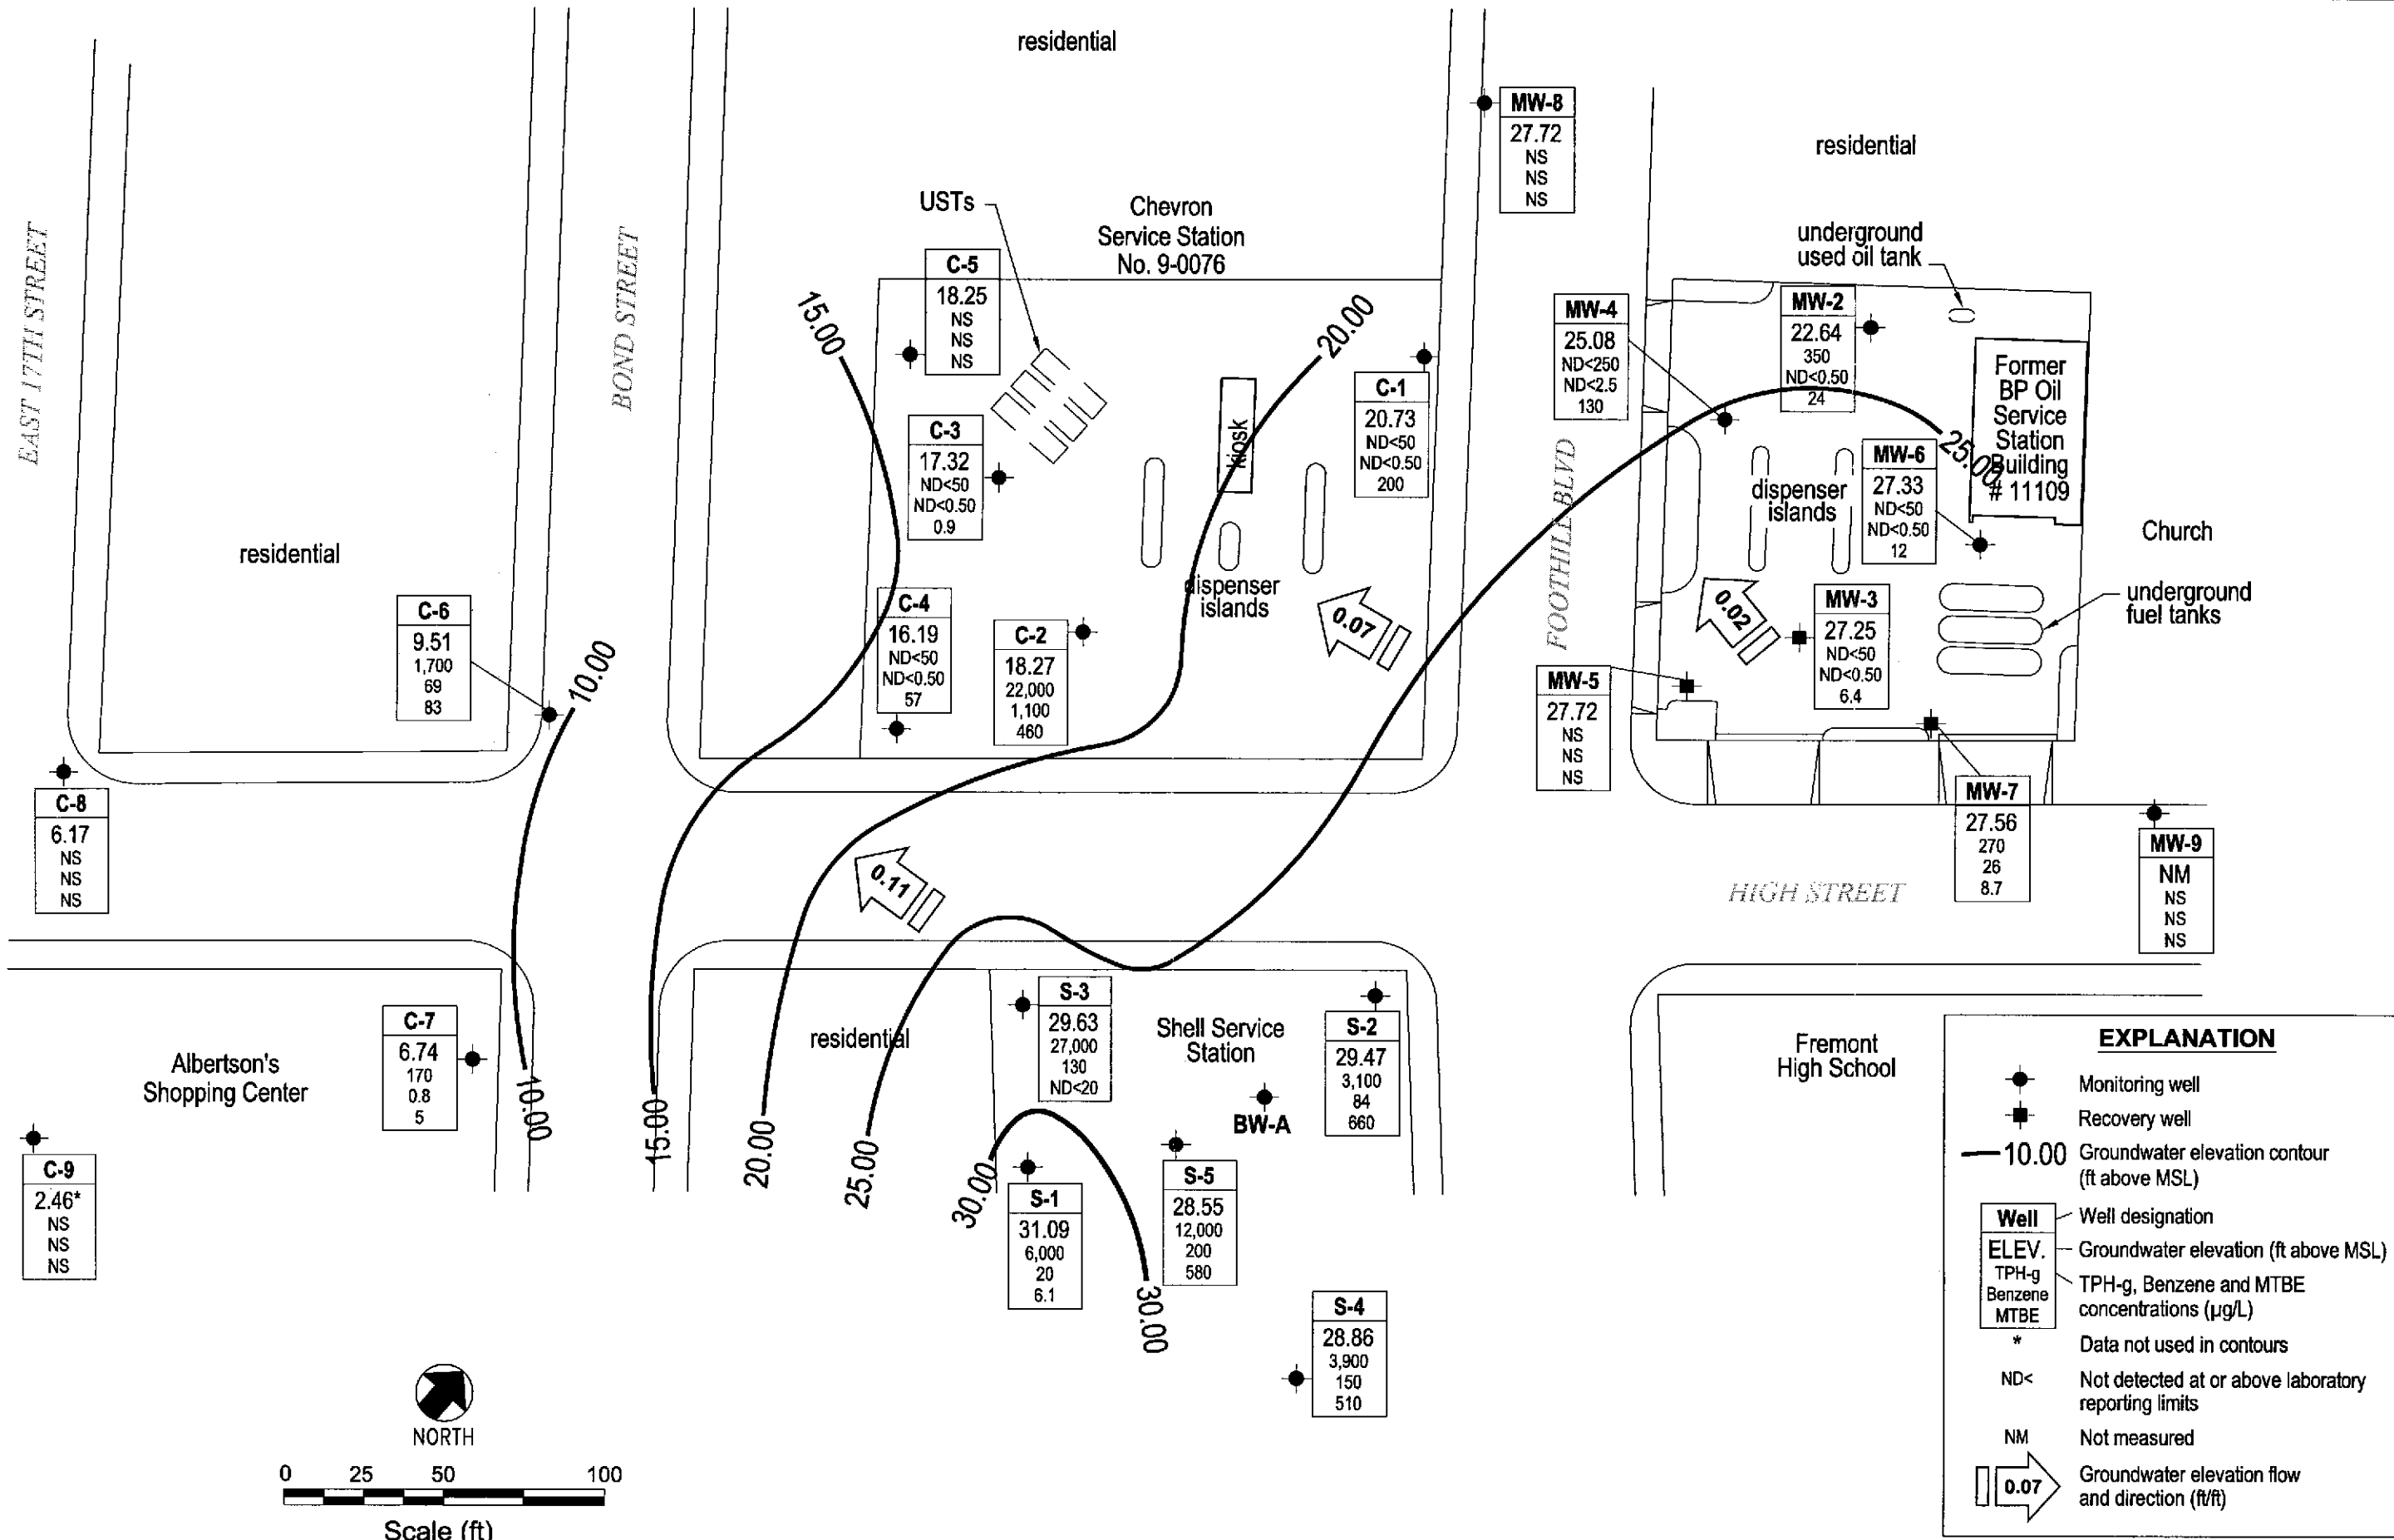 residential
MW-8
27.72
NS
NS
NS
residential
EAST 17TH STREET
BOND STREET
USTs
Chevron
Service Station
No. 9-0076
C-5
18.25
NS
NS
NS
underground
used oil tank
15.00
20.00
MW-4
25.08
ND<250
ND<2.5
130
MW-2
22.64
350
ND<0.50
24
Former
BP Oil
Service
Station
Building
# 11109
C-3
17.32
ND<50
ND<0.50
0.9
kiosk
C-1
20.73
ND<50
ND<0.50
200
FOOTHILL BLVD
25.00
MW-6
27.33
ND<50
ND<0.50
12
dispenser
islands
Church
residential
C-6
9.51
1,700
69
83
10.00
C-4
16.19
ND<50
ND<0.50
57
C-2
18.27
22,000
1,100
460
dispenser
islands
0.07
0.02
MW-3
27.25
ND<50
ND<0.50
6.4
underground
fuel tanks
MW-5
27.72
NS
NS
NS
C-8
6.17
NS
NS
NS
MW-7
27.56
270
26
8.7
MW-9
NM
NS
NS
NS
0.11
HIGH STREET
Albertson's
Shopping Center
C-7
6.74
170
0.8
5
10.00
15.00
20.00
25.00
residential
S-3
29.63
27,000
130
ND<20
Shell Service
Station
BW-A
S-2
29.47
3,100
84
660
Fremont
High School
C-9
2.46*
NS
NS
NS
30.00
S-1
31.09
6,000
20
6.1
S-5
28.55
12,000
200
580
30.00
S-4
28.86
3,900
150
510
NORTH
0 25 50 100
Scale (ft)
EXPLANATION
Monitoring well
Recovery well
10.00 Groundwater elevation contour
(ft above MSL)
Well Well designation
ELEV. Groundwater elevation (ft above MSL)
TPH-g
Benzene
MTBE
TPH-g, Benzene and MTBE
concentrations (µg/L)
* Data not used in contours
ND< Not detected at or above laboratory
reporting limits
NM Not measured
0.07 Groundwater elevation flow
and direction (ft/ft)